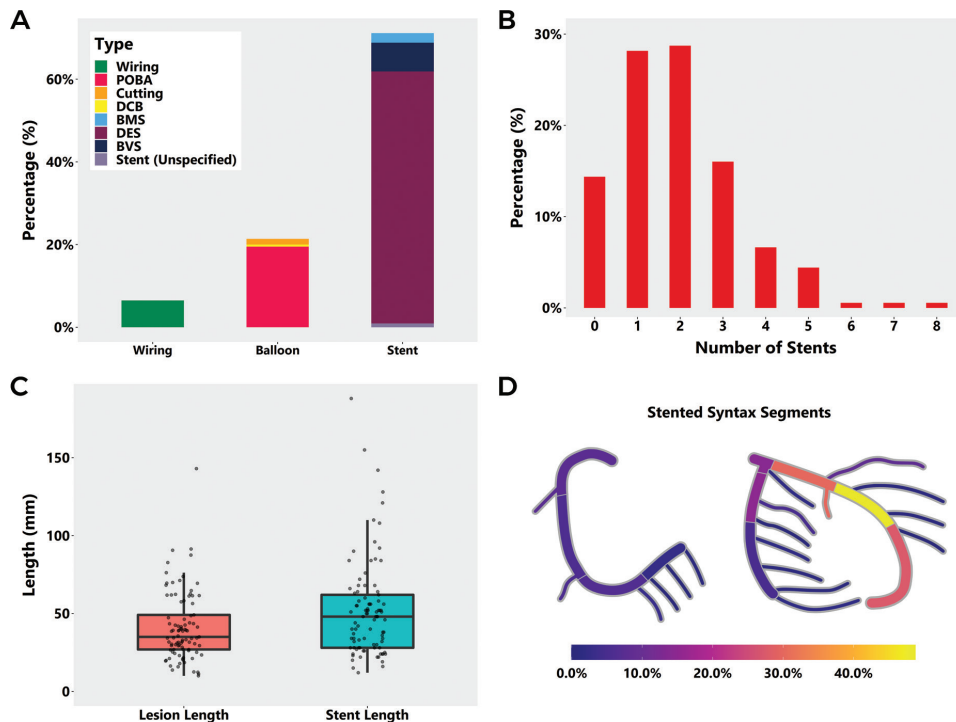 A
Type
Wiring
POBA
Cutting
DCB
BMS
DES
BVS
Stent (Unspecified)
Percentage (%)
60%
40%
20%
0%
Wiring Balloon Stent
B
Percentage (%)
30%
20%
10%
0%
0 1 2 3 4 5 6 7 8
Number of Stents
C
Length (mm)
150
100
50
0
Lesion Length Stent Length
D
Stented Syntax Segments
0.0% 10.0% 20.0% 30.0% 40.0%